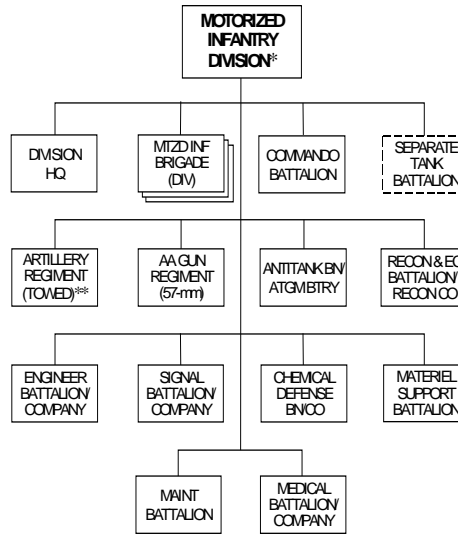 MOTORIZED
INFANTRY
DIVISION*
DIVISION
HQ
MTZD INF
BRIGADE
(DIV)
COMMANDO
BATTALION
SEPARATE
TANK
BATTALION
ARTILLERY
REGIMENT
(TOWED)**
AA GUN
REGIMENT
(57-mm)
ANTITANK BN/
ATGM BTRY
RECON & EC
BATTALION/
RECON CO
ENGINEER
BATTALION/
COMPANY
SIGNAL
BATTALION/
COMPANY
CHEMICAL
DEFENSE
BN/CO
MATERIEL
SUPPORT
BATTALION
MAINT
BATTALION
MEDICAL
BATTALION/
COMPANY